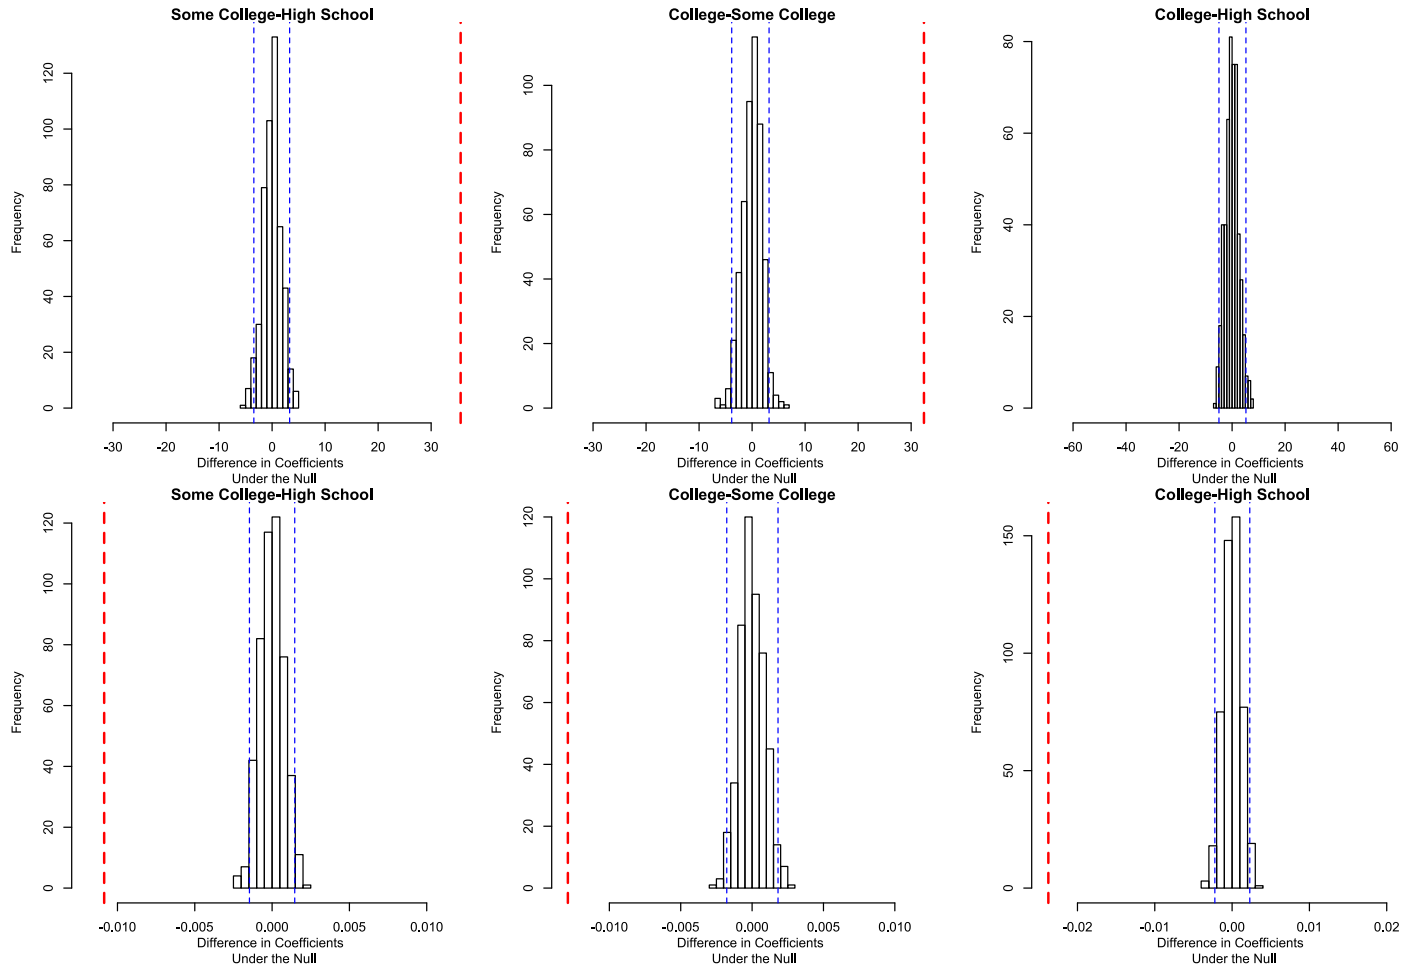 Some College-High School
Frequency
0 20 40 60 80 100 120
-30 -20 -10 0 10 20 30
Difference in Coefficients
Under the Null
College-Some College
Frequency
0 20 40 60 80 100
-30 -20 -10 0 10 20 30
Difference in Coefficients
Under the Null
College-High School
Frequency
0 20 40 60 80
-60 -40 -20 0 20 40 60
Difference in Coefficients
Under the Null
Some College-High School
Frequency
0 20 40 60 80 100 120
-0.010 -0.005 0.000 0.005 0.010
Difference in Coefficients
Under the Null
College-Some College
Frequency
0 20 40 60 80 100 120
-0.010 -0.005 0.000 0.005 0.010
Difference in Coefficients
Under the Null
College-High School
Frequency
0 50 100 150
-0.02 -0.01 0.00 0.01 0.02
Difference in Coefficients
Under the Null